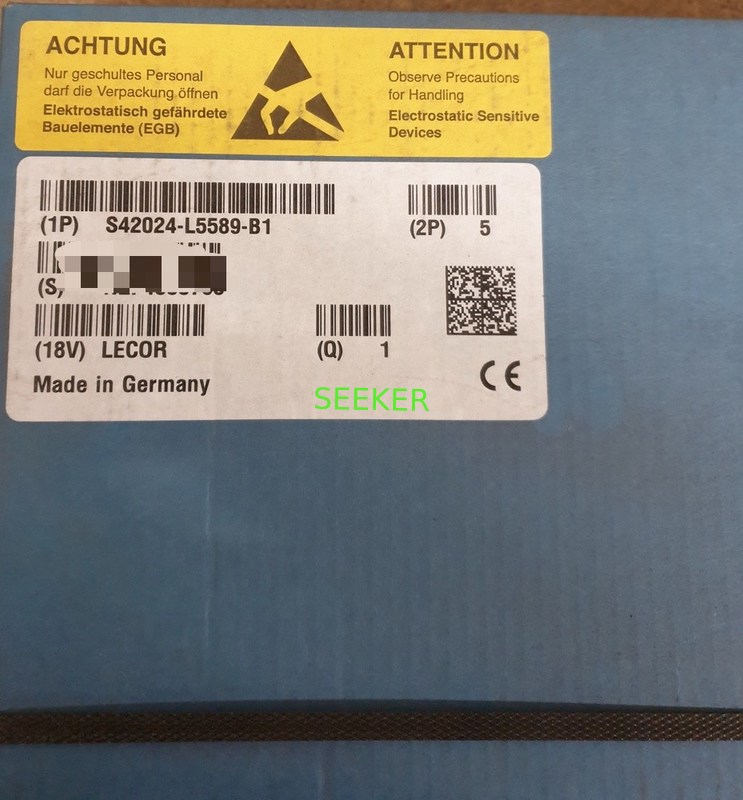 ACHTUNG
Nur geschultes Personal
darf die Verpackung öffnen
Elektrostatisch gefährdete
Bauelemente (EGB)
ATTENTION
Observe Precautions
for Handling
Electrostatic Sensitive
Devices
(1P) S42024-L5589-B1
(2P) 5
(S)
(18V) LECOR
(Q) 1
Made in Germany
CE
SEEKER